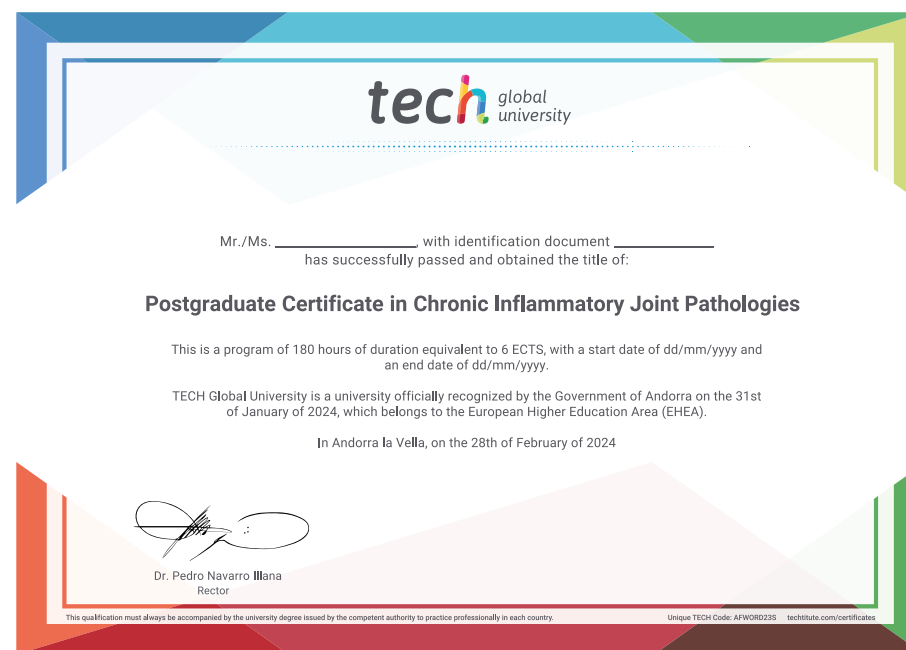 tech global
university
Mr./Ms. ____________, with identification document ____________
has successfully passed and obtained the title of:
Postgraduate Certificate in Chronic Inflammatory Joint Pathologies
This is a program of 180 hours of duration equivalent to 6 ECTS, with a start date of dd/mm/yyyy and
an end date of dd/mm/yyyy.
TECH Global University is a university officially recognized by the Government of Andorra on the 31st
of January of 2024, which belongs to the European Higher Education Area (EHEA).
In Andorra la Vella, on the 28th of February of 2024
Dr. Pedro Navarro Illana
Rector
This qualification must always be accompanied by the university degree issued by the competent authority to practice professionally in each country.
Unique TECH Code: AFWORD23S techtitute.com/certificates